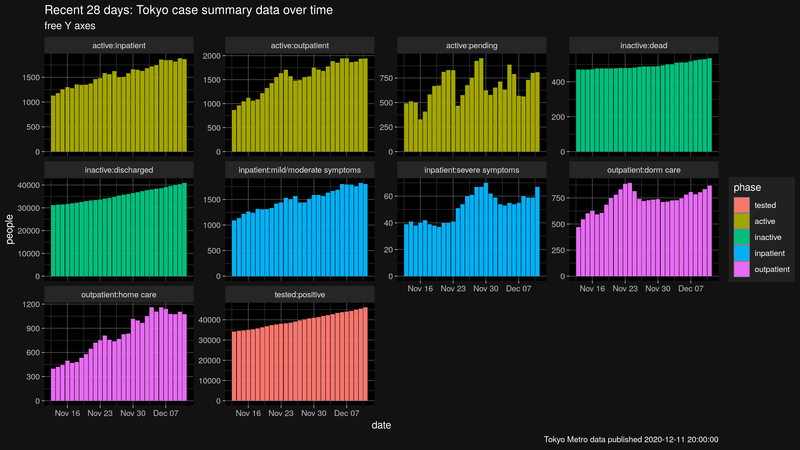 Recent 28 days: Tokyo case summary data over time
free Y axes
active:inpatient
active:outpatient
active:pending
inactive:dead
1500
1000
500
0
2000
1500
1000
500
0
750
500
250
0
400
200
0
inactive:discharged
inpatient:mild/moderate symptoms
inpatient:severe symptoms
outpatient:dorm care
40000
30000
20000
10000
0
1500
1000
500
0
60
40
20
0
750
500
250
0
Nov 16 Nov 23 Nov 30 Dec 07
Nov 16 Nov 23 Nov 30 Dec 07
outpatient:home care
tested:positive
1200
900
600
300
0
40000
30000
20000
10000
0
Nov 16 Nov 23 Nov 30 Dec 07
Nov 16 Nov 23 Nov 30 Dec 07
people
date
phase
tested
active
inactive
inpatient
outpatient
Tokyo Metro data published 2020-12-11 20:00:00